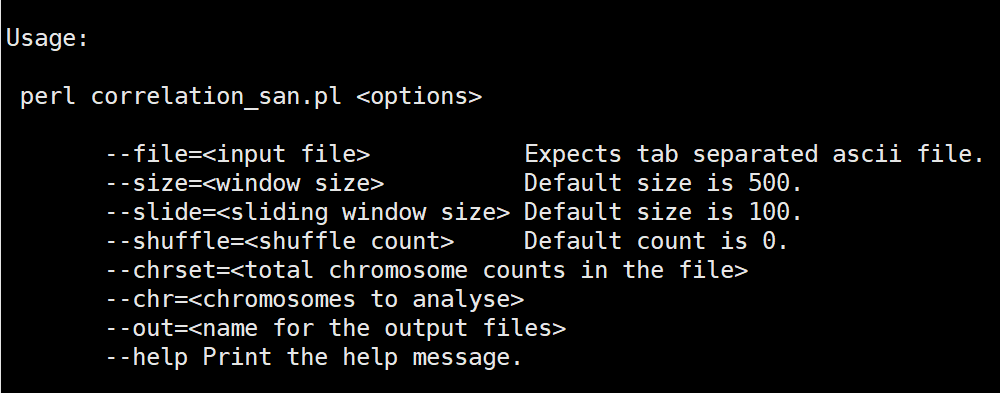 Usage:
perl correlation_san.pl <options>
--file=<input file> Expects tab separated ascii file.
--size=<window size> Default size is 500.
--slide=<sliding window size> Default size is 100.
--shuffle=<shuffle count> Default count is 0.
--chrset=<total chromosome counts in the file>
--chr=<chromosomes to analyse>
--out=<name for the output files>
--help Print the help message.